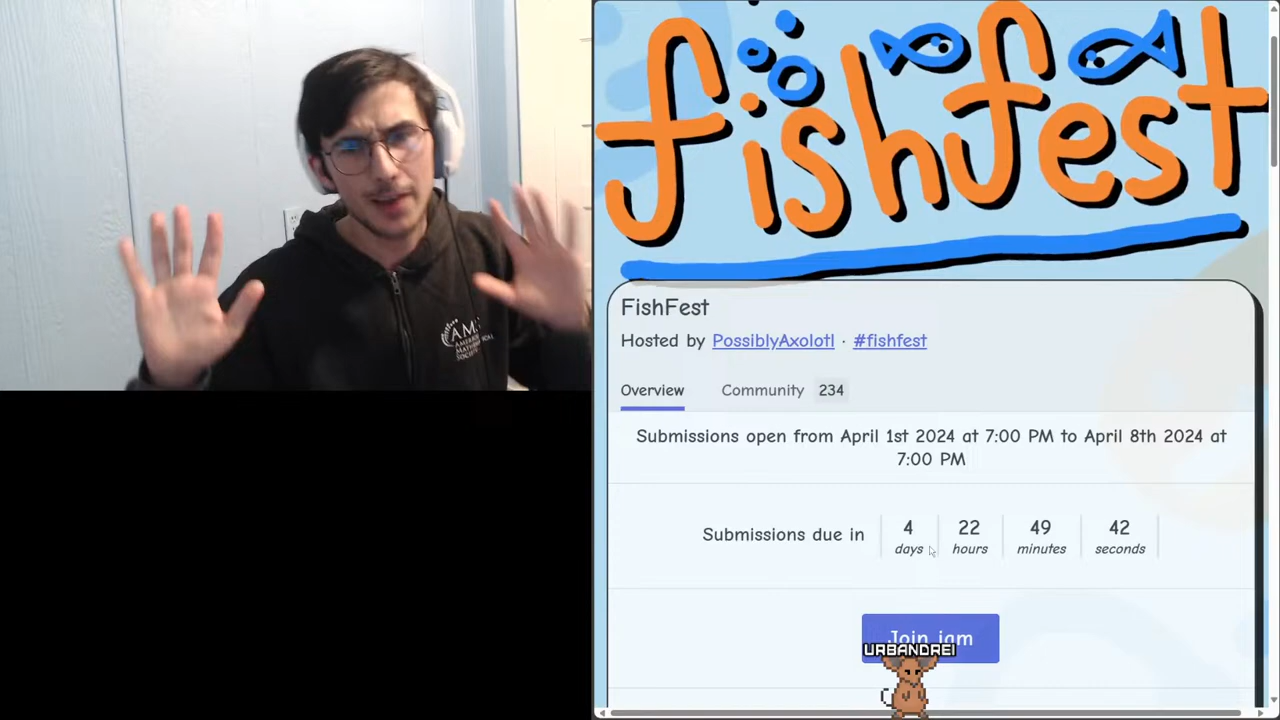 fishfest
FishFest
Hosted by PossiblyAxolotl · #fishfest
Overview Community 234
Submissions open from April 1st 2024 at 7:00 PM to April 8th 2024 at
7:00 PM
Submissions due in 4 days 22 hours 49 minutes 42 seconds
Join jam
URBANDREI